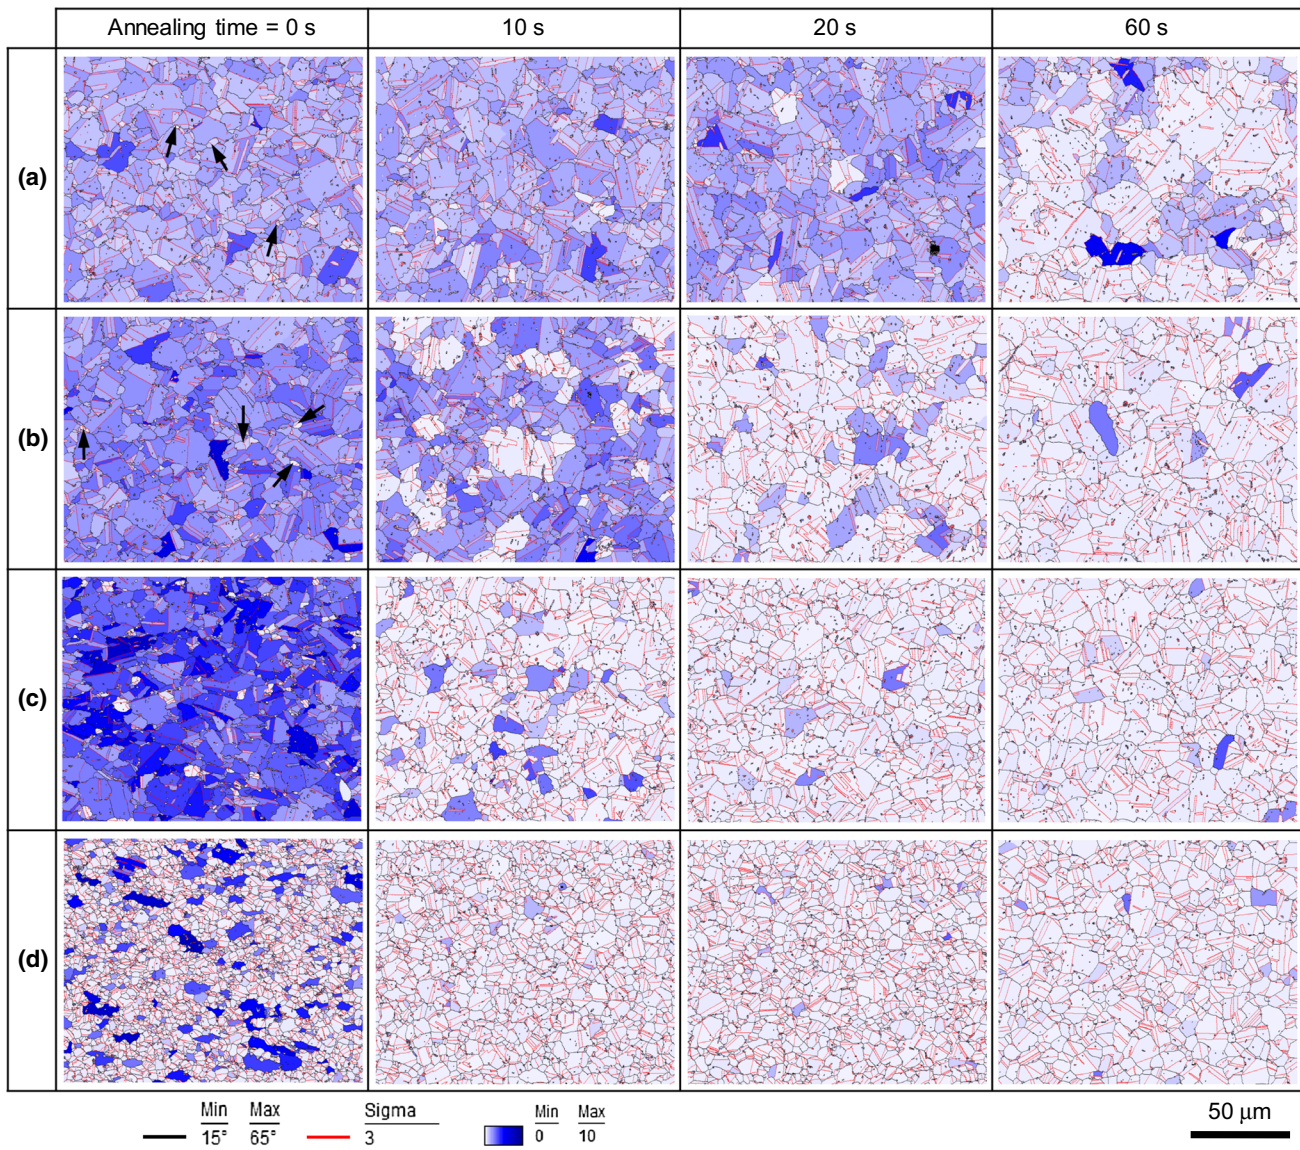 Annealing time = 0 s 10 s 20 s 60 s
(a)
(b)
(c)
(d)
Min Max Sigma Min Max
15° 65° 3 0 10
50 μm